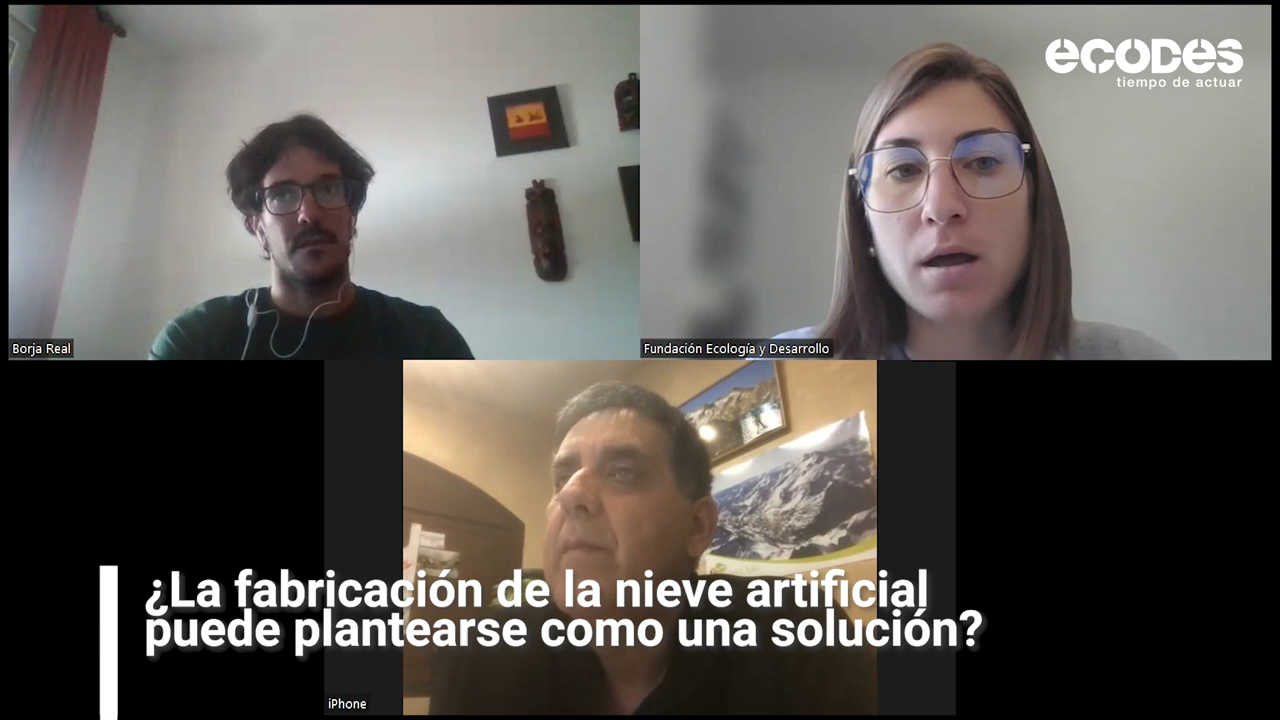 ecodes
tiempo de actuar
Borja Real
Fundación Ecología y Desarrollo
¿La fabricación de la nieve artificial
puede plantearse como una solución?
iPhone